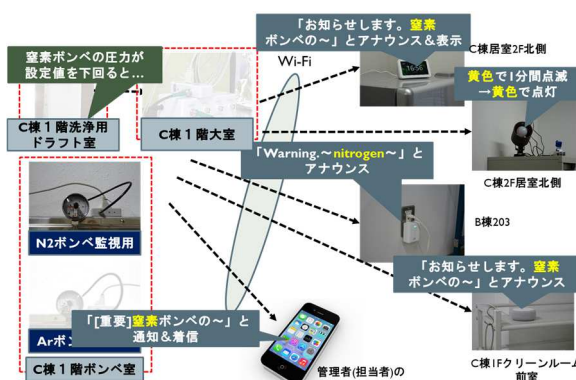 窒素ボンベの圧力が
設定値を下回ると…
C棟１階洗浄用
ドラフト室
C棟１階大室
Wi-Fi
「お知らせします。窒素
ボンベの～」とアナウンス＆表示
16:56
C棟居室2F北側
黄色で1分間点滅
→黄色で点灯
C棟2F居室北側
「Warning.～nitrogen～」と
アナウンス
B棟203
N2ボンベ監視用
「お知らせします。窒素
ボンベの～」とアナウンス
C棟1Fクリーンルーム
前室
「[重要]窒素ボンベの～」と
通知＆着信
Arボン
C棟１階ボンベ室
管理者(担当者)の